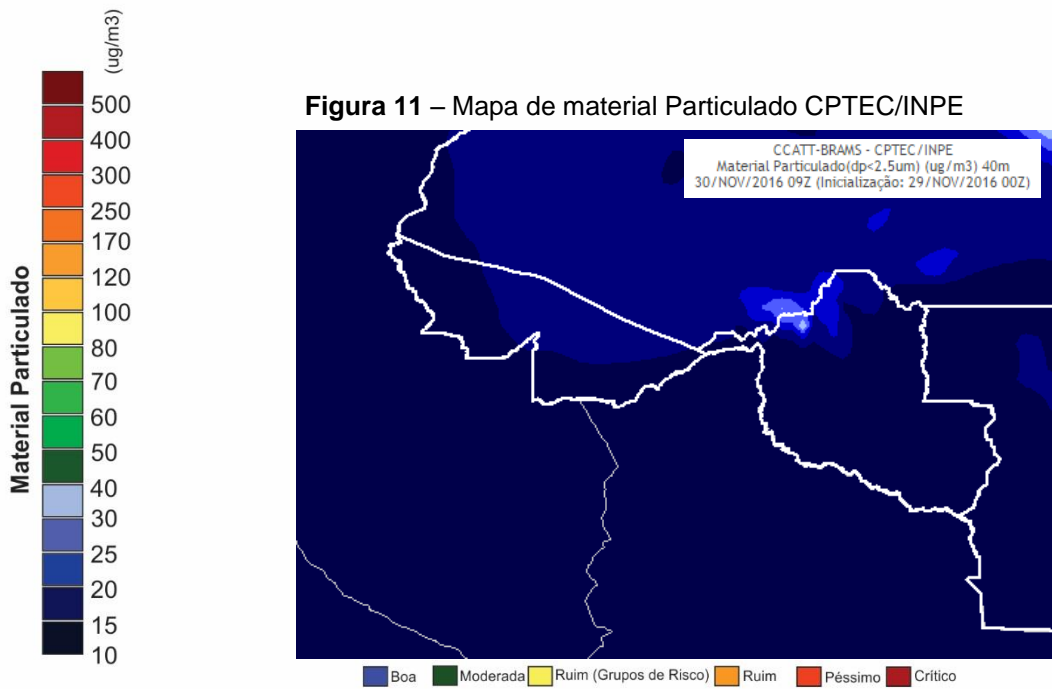 (ug/m3)
Material Particulado
500
400
300
250
170
120
100
80
70
60
50
40
30
25
20
15
10
Figura 11 – Mapa de material Particulado CPTEC/INPE
CCATT-BRAMS - CPTEC/INPE
Material Particulado(dp<2.5um) (ug/m3) 40m
30/NOV/2016 09Z (Inicialização: 29/NOV/2016 00Z)
Boa Moderada Ruim (Grupos de Risco) Ruim Péssimo Crítico